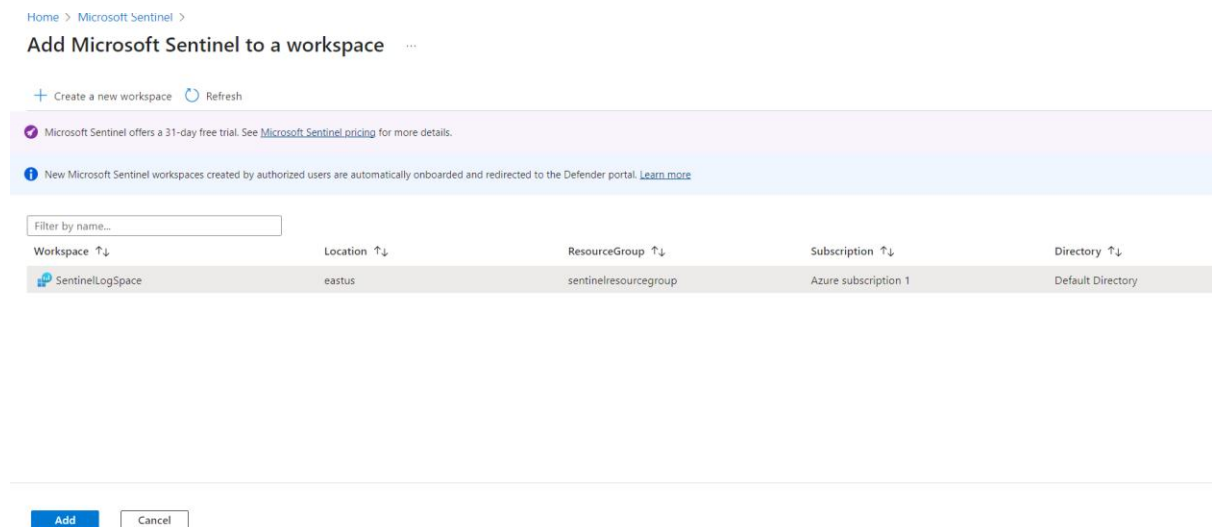 Home > Microsoft Sentinel >
Add Microsoft Sentinel to a workspace ...
+ Create a new workspace Refresh
Microsoft Sentinel offers a 31-day free trial. See Microsoft Sentinel pricing for more details.
New Microsoft Sentinel workspaces created by authorized users are automatically onboarded and redirected to the Defender portal. Learn more
Filter by name...
Workspace ↑↓ Location ↑↓ ResourceGroup ↑↓ Subscription ↑↓ Directory ↑↓
SentinelLogSpace eastus sentinelresourcegroup Azure subscription 1 Default Directory
Add Cancel